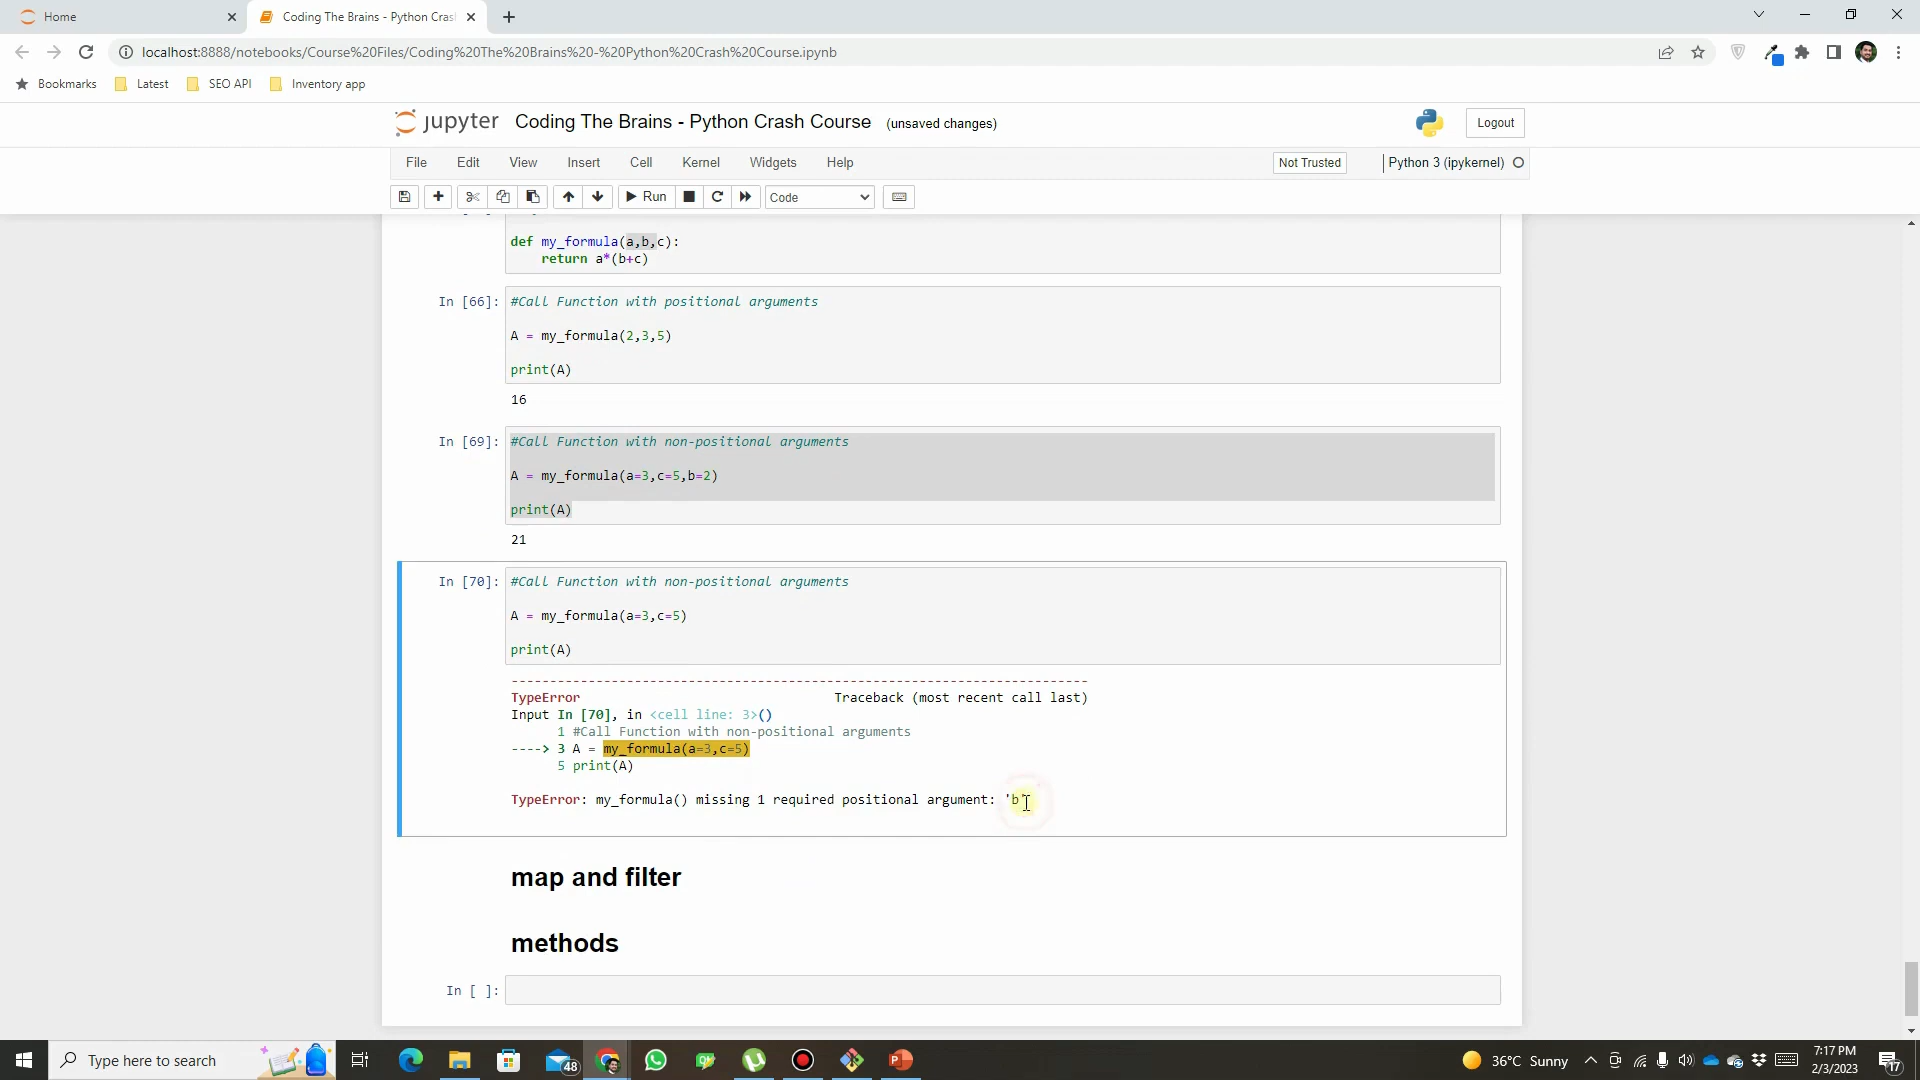 Home
Coding The Brains - Python Cras
localhost:8888/notebooks/Course%20Files/Coding%20The%20Brains%20-%20Python%20Crash%20Course.ipynb
Bookmarks Latest SEO API Inventory app
jupyter Coding The Brains - Python Crash Course (unsaved changes)
Logout
File Edit View Insert Cell Kernel Widgets Help
Not Trusted Python 3 (ipykernel)
Run Code
def my_formula(a,b,c):
return a*(b+c)
In [66]: #Call Function with positional arguments
A = my_formula(2,3,5)
print(A)
16
In [69]: #Call Function with non-positional arguments
A = my_formula(a=3,c=5,b=2)
print(A)
21
In [70]: #Call Function with non-positional arguments
A = my_formula(a=3,c=5)
print(A)
---------------------------------------------------------------------------
TypeError Traceback (most recent call last)
Input In [70], in <cell line: 3>()
1 #Call Function with non-positional arguments
----> 3 A = my_formula(a=3,c=5)
5 print(A)
TypeError: my_formula() missing 1 required positional argument: 'b'
map and filter
methods
In [ ]:
Type here to search
48
36°C Sunny
7:17 PM
2/3/2023
17